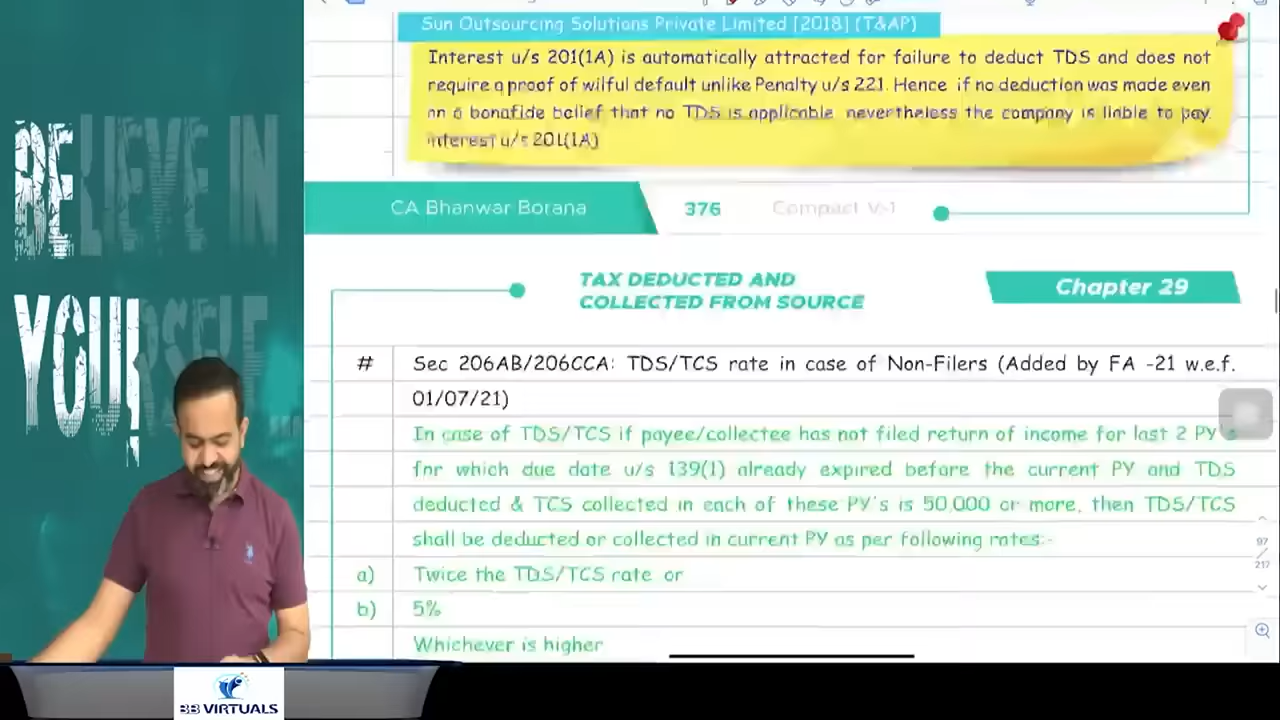 Sun Outsourcing Solutions Private Limited [2018] (T&AP)
Interest u/s 201(1A) is automatically attracted for failure to deduct TDS and does not
require a proof of wilful default unlike Penalty u/s 221. Hence if no deduction was made even
on a bonafide belief that no TDS is applicable nevertheless the company is liable to pay
interest u/s 201(1A)
CA Bhanwar Borana
376
Compact V-1
TAX DEDUCTED AND
COLLECTED FROM SOURCE
Chapter 29
# Sec 206AB/206CCA: TDS/TCS rate in case of Non-Filers (Added by FA -21 w.e.f.
01/07/21)
In case of TDS/TCS if payee/collectee has not filed return of income for last 2 PY's
for which due date u/s 139(1) already expired before the current PY and TDS
deducted & TCS collected in each of these PY's is 50,000 or more, then TDS/TCS
shall be deducted or collected in current PY as per following rates:-
a) Twice the TDS/TCS rate or
b) 5%
Whichever is higher
97
217
BELIEVE IN
YOURSELF
BB VIRTUALS